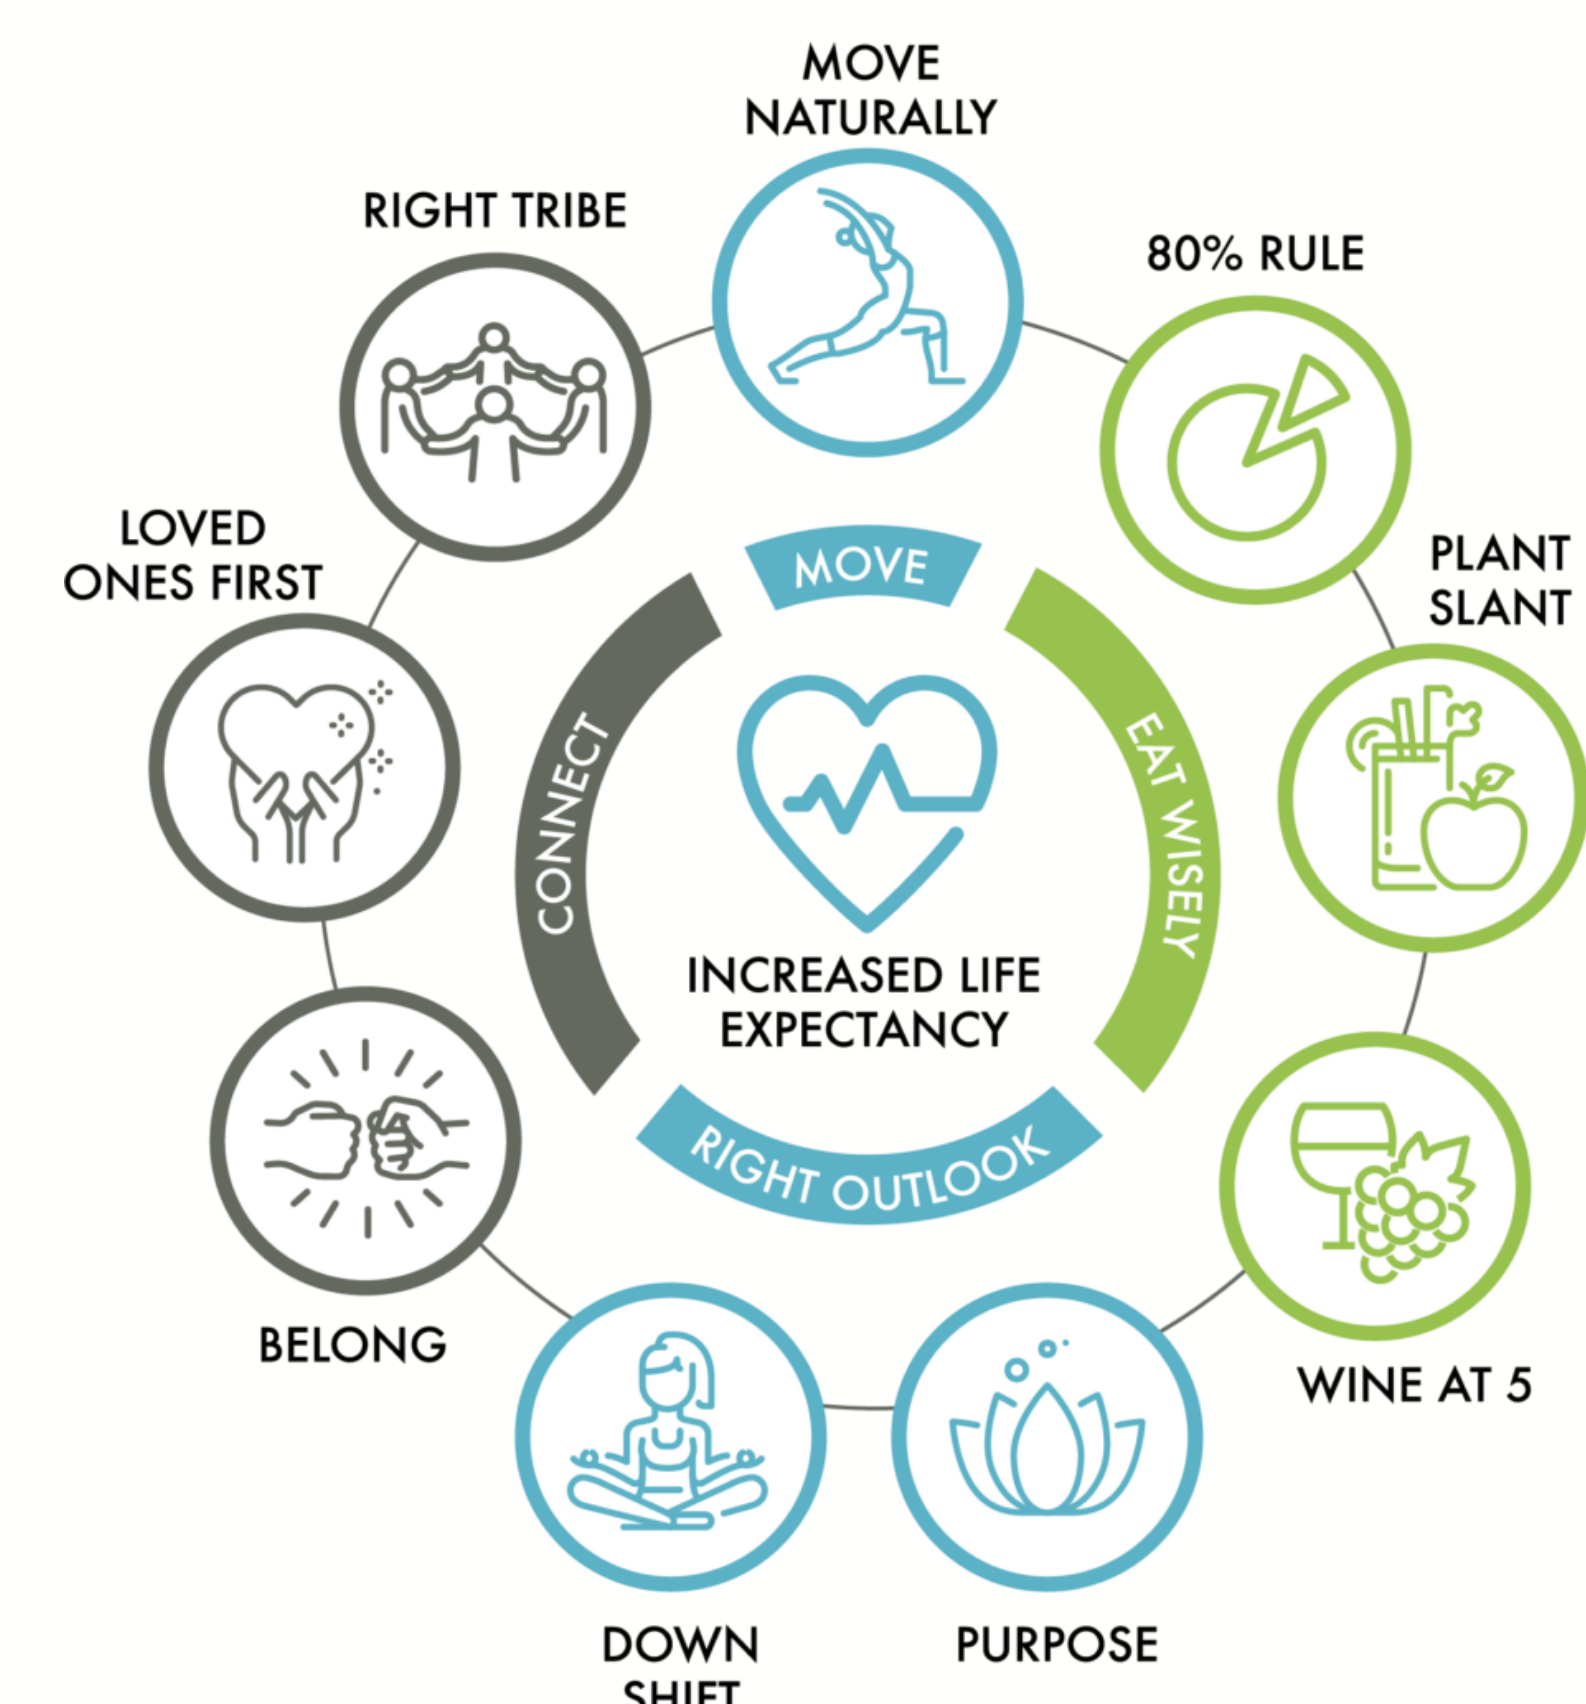 MOVE
NATURALLY
RIGHT TRIBE
80% RULE
LOVED
ONES FIRST
PLANT
SLANT
MOVE
CONNECT
EAT WISELY
INCREASED LIFE
EXPECTANCY
RIGHT OUTLOOK
BELONG
WINE AT 5
DOWN
SHIFT
PURPOSE